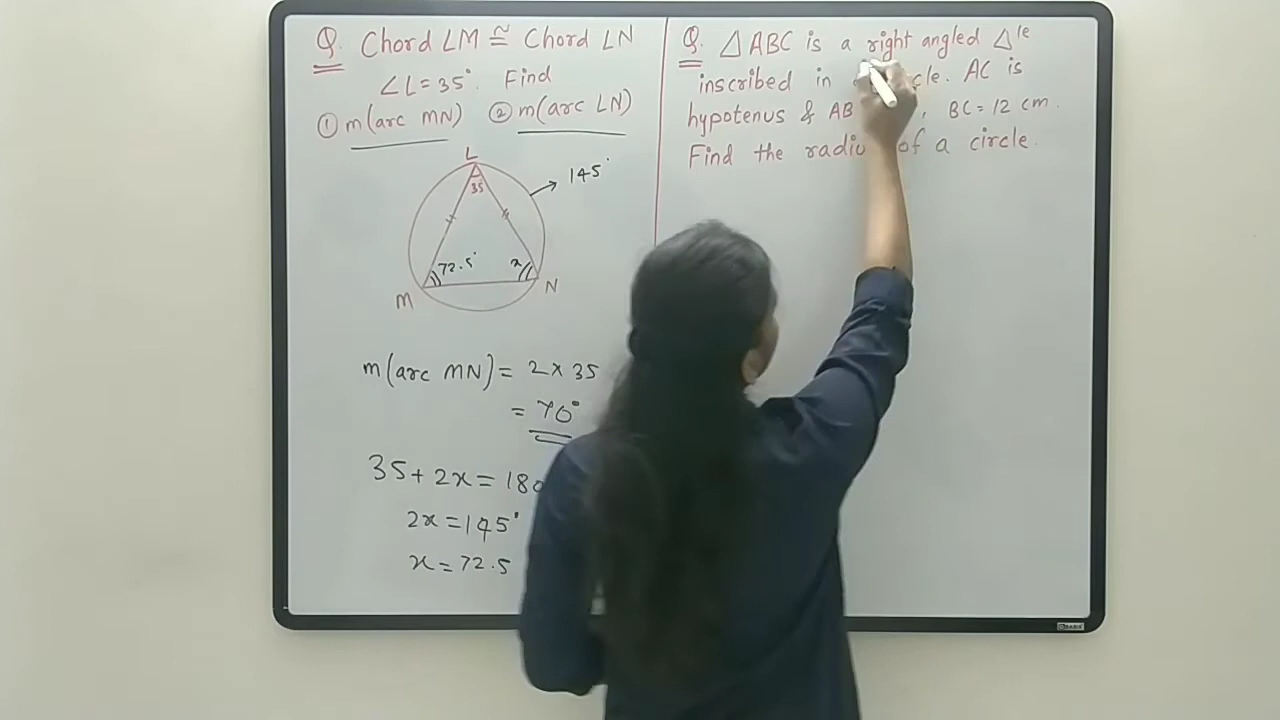 Q. Chord LM ≅ Chord LN
∠L = 35°. Find
① m(arc MN) ② m(arc LN)
L
35
145°
72.5°
x
M
N
m(arc MN) = 2 x 35
= 70°
35 + 2x = 180
2x = 145°
x = 72.5
Q. △ABC is a right angled △le
inscribed in circle. AC is
hypotenus & AB , BC = 12 cm.
Find the radius of a circle.